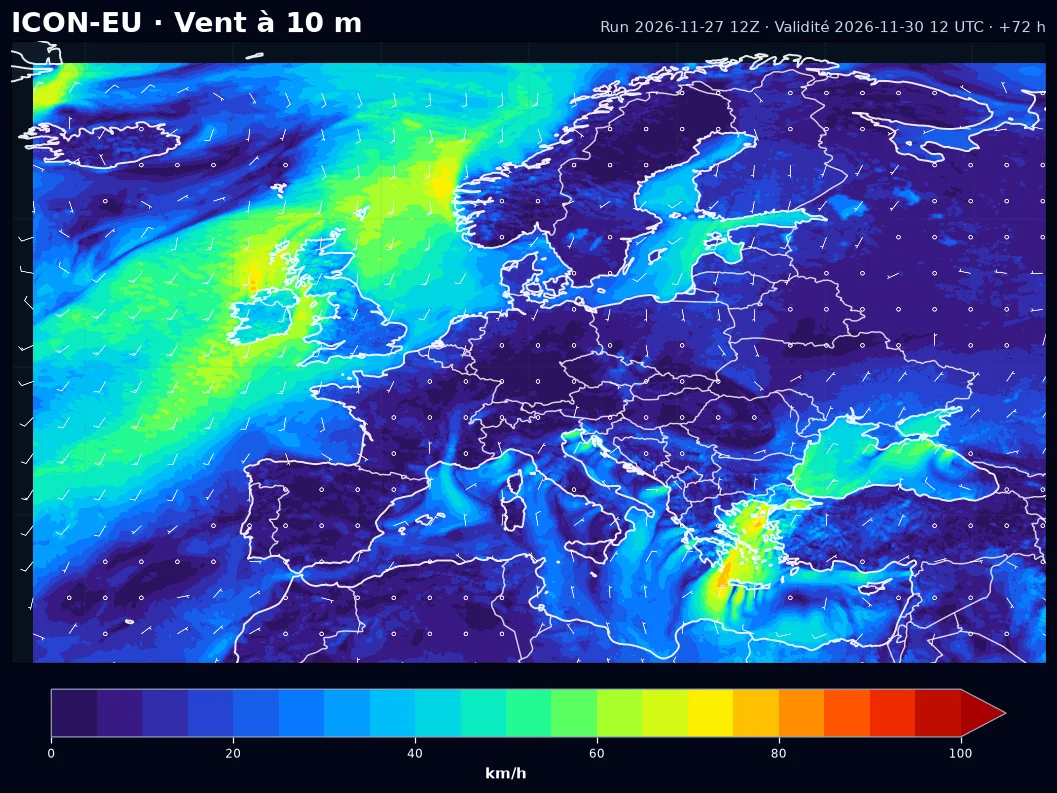 ICON-EU · Vent à 10 m
Run 2026-11-27 12Z · Validité 2026-11-30 12 UTC · +72 h
0 20 40 60 80 100
km/h